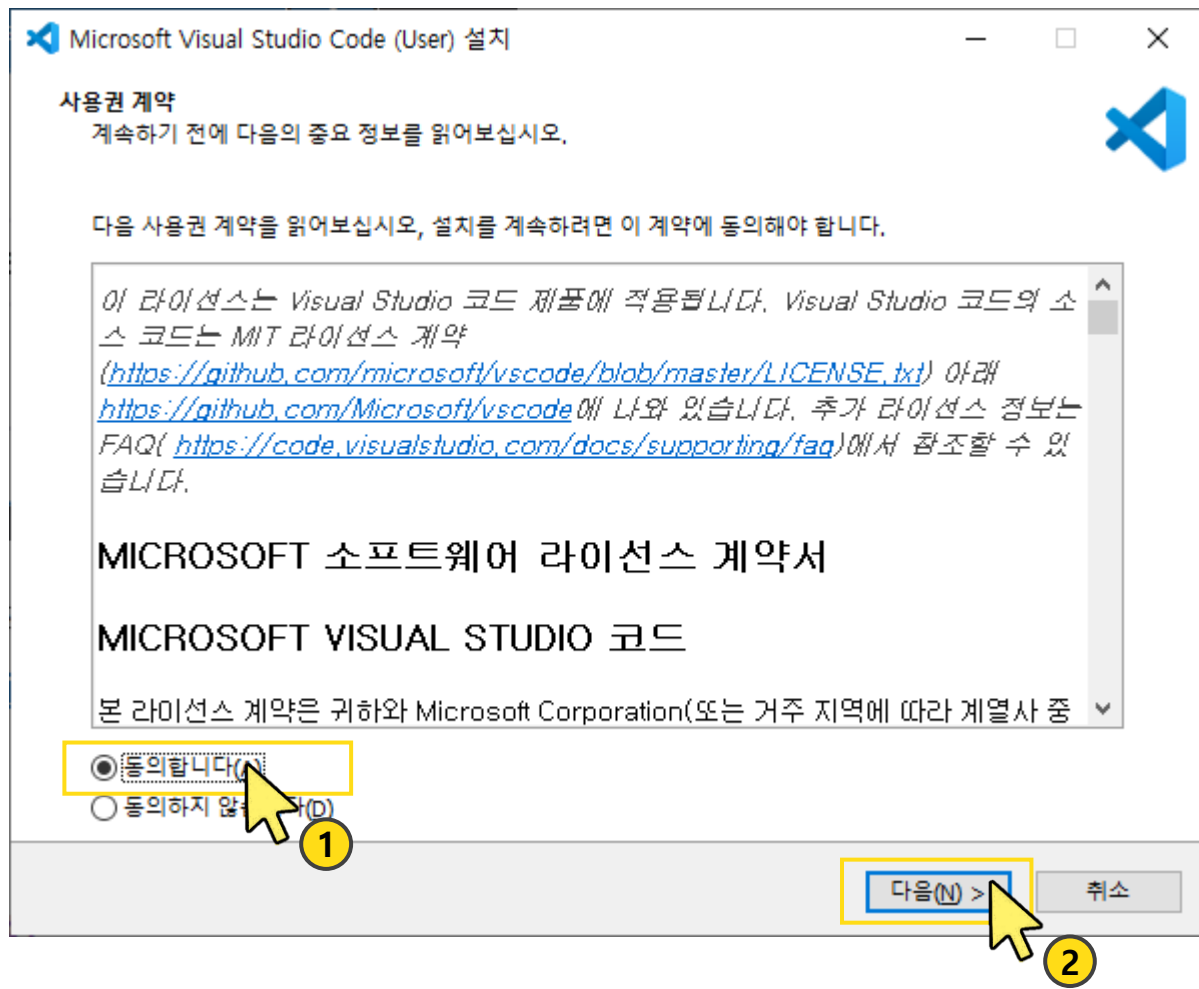 Microsoft Visual Studio Code (User) 설치
사용권 계약
계속하기 전에 다음의 중요 정보를 읽어보십시오.
다음 사용권 계약을 읽어보십시오, 설치를 계속하려면 이 계약에 동의해야 합니다.
이 라이선스는 Visual Studio 코드 제품에 적용됩니다. Visual Studio 코드의 소
스 코드는 MIT 라이선스 계약
(https://github.com/microsoft/vscode/blob/master/LICENSE.txt) 아래
https://github.com/Microsoft/vscode에 나와 있습니다. 추가 라이선스 정보는
FAQ( https://code.visualstudio.com/docs/supporting/faq)에서 참조할 수 있
습니다.
MICROSOFT 소프트웨어 라이선스 계약서
MICROSOFT VISUAL STUDIO 코드
본 라이선스 계약은 귀하와 Microsoft Corporation(또는 거주 지역에 따라 계열사 중
동의합니다(A)
동의하지 (D)
1
다음(N) >
취소
2